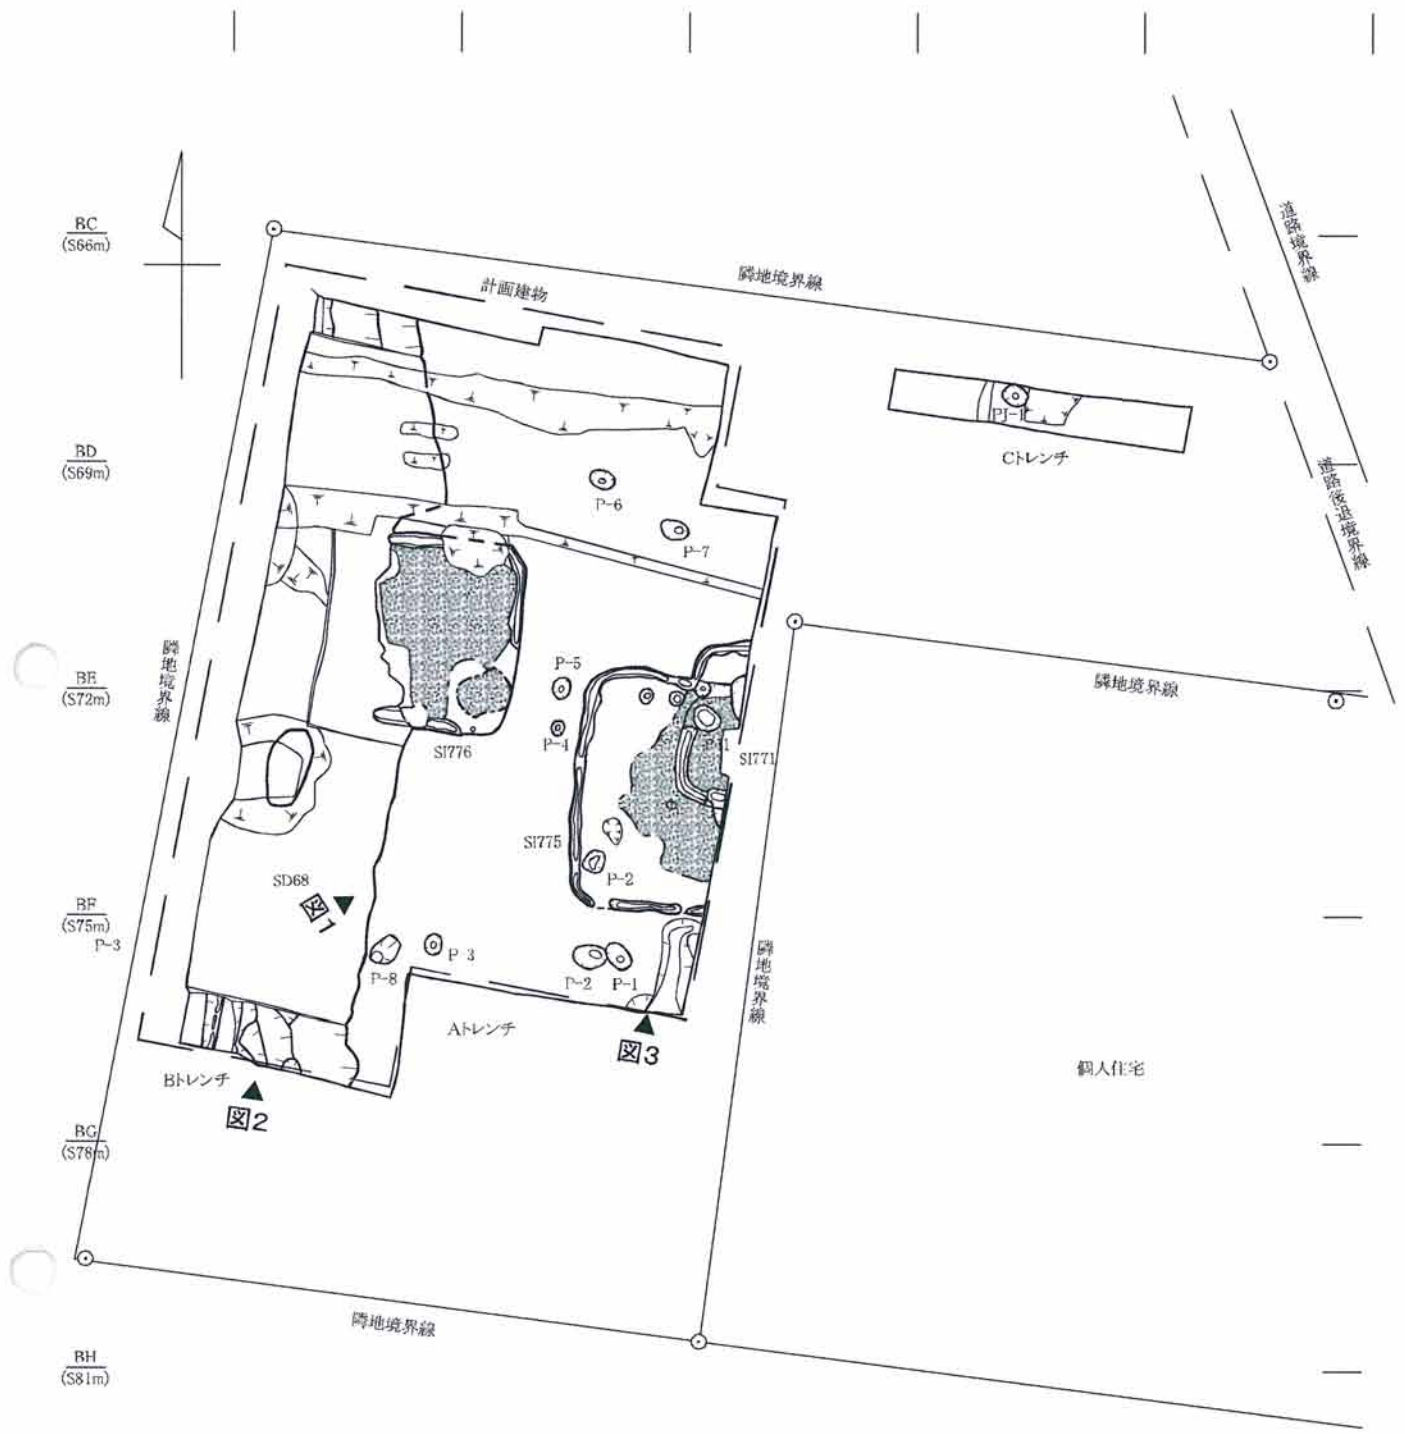 BC
(S66m)
計画建物
隣地境界線
道路境界線
BD
(S69m)
P-6
P-7
PJ-1
Cトレンチ
道路後退境界線
隣地境界線
BE
(S72m)
P-5
P-4
SI776
SI771
隣地境界線
SI775
P-2
SD68
図1
BF
(S75m)
P-3
P-8
P-3
P-2
P-1
隣地境界線
Aトレンチ
図3
Bトレンチ
図2
個人住宅
BG
(S78m)
隣地境界線
BH
(S81m)